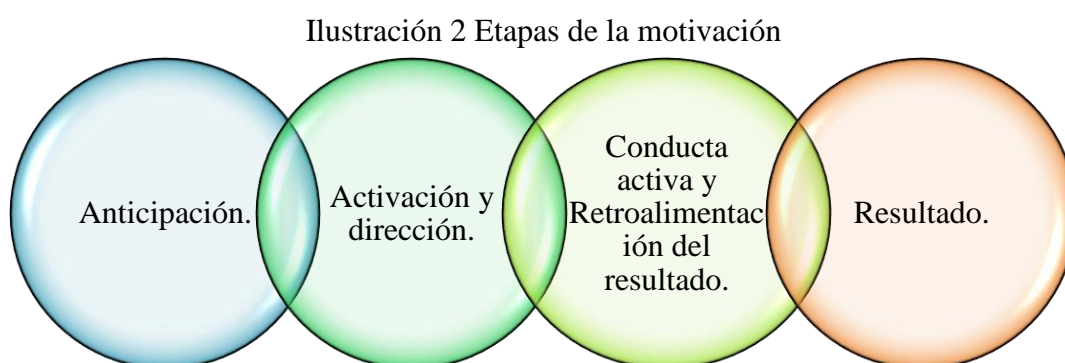 Ilustración 2 Etapas de la motivación
Anticipación.
Activación y
dirección.
Conducta
activa y
Retroalimentac
ión del
resultado.
Resultado.